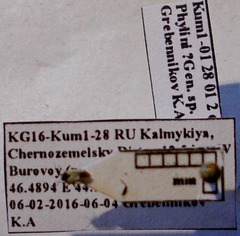 Kum1-01 28 01 2
Phylini ?Gen. sp.
Grebennikov K.A
KG16-Kum1-28 RU Kalmykiya,
Chernozemelsky
Burovoy
46.4894 E 44.
06-02-2016-06-04 Grebennikov
K.A